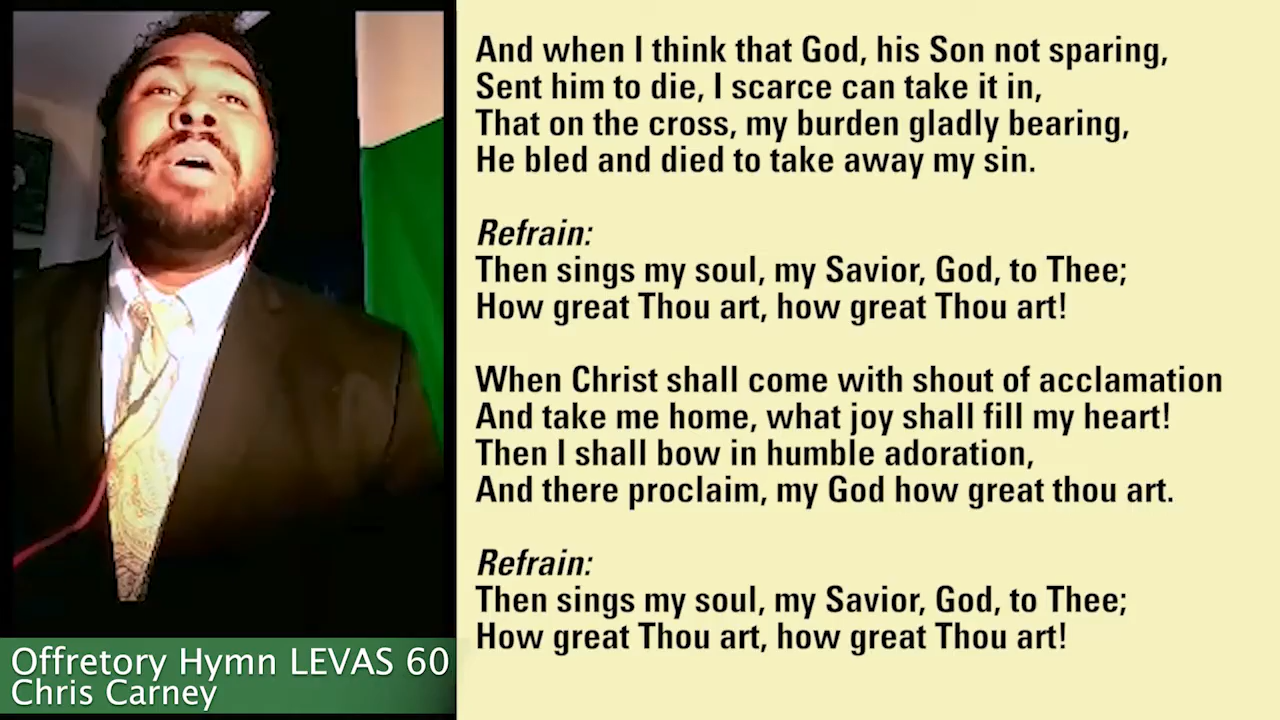 And when I think that God, his Son not sparing,
Sent him to die, I scarce can take it in,
That on the cross, my burden gladly bearing,
He bled and died to take away my sin.
Refrain:
Then sings my soul, my Savior, God, to Thee;
How great Thou art, how great Thou art!
When Christ shall come with shout of acclamation
And take me home, what joy shall fill my heart!
Then I shall bow in humble adoration,
And there proclaim, my God how great thou art.
Refrain:
Then sings my soul, my Savior, God, to Thee;
How great Thou art, how great Thou art!
Offretory Hymn LEVAS 60
Chris Carney